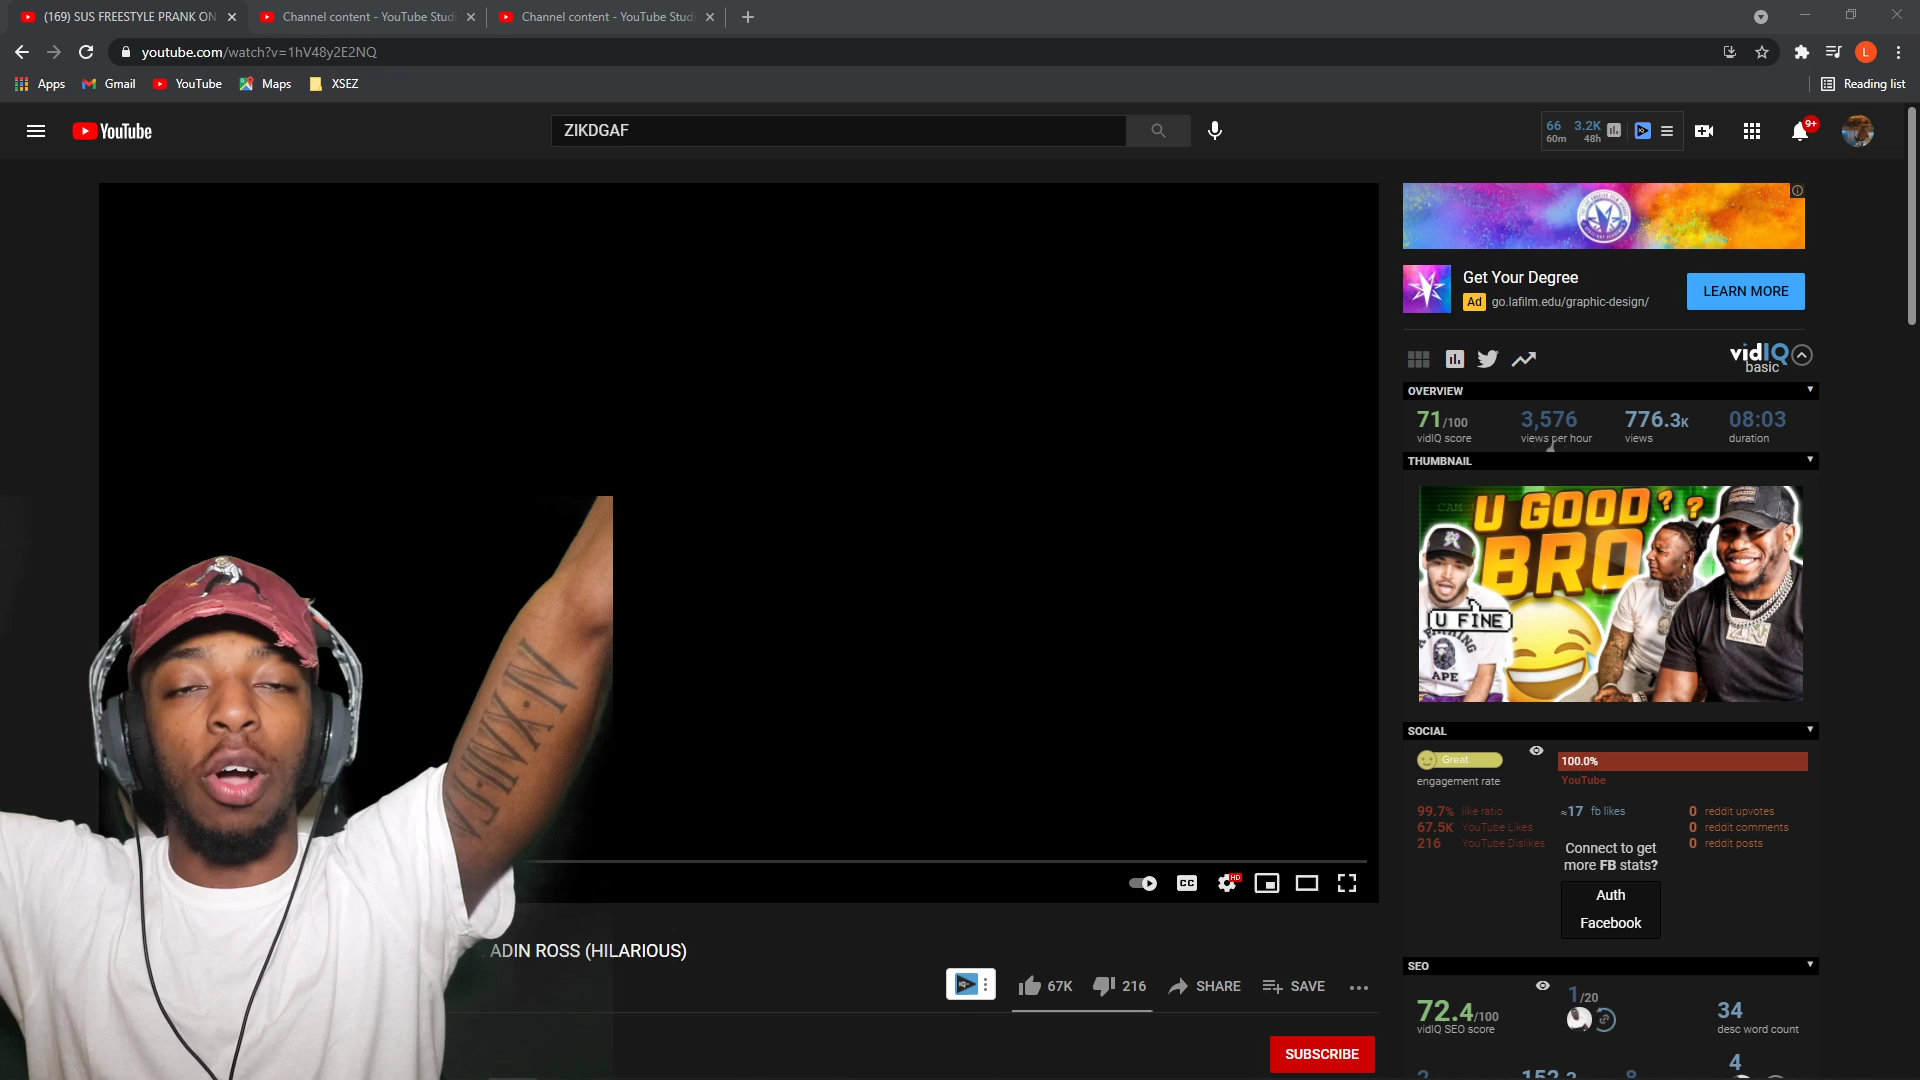 (169) SUS FREESTYLE PRANK ON
Channel content - YouTube Studi
Channel content - YouTube Studi
youtube.com/watch?v=1hV48y2E2NQ
L
Apps
Gmail
YouTube
Maps
XSEZ
Reading list
YouTube
ZIKDGAF
66 3.2K
60m 48h
9+
Get Your Degree
Ad go.lafilm.edu/graphic-design/
LEARN MORE
vidIQ
basic
OVERVIEW
71/100 3,576 776.3K 08:03
vidIQ score views per hour views duration
THUMBNAIL
U GOOD??
BRO
U FINE
APE
SOCIAL
Great
engagement rate
100.0%
YouTube
99.7% like ratio
67.5K YouTube Likes
216 YouTube Dislikes
≈17 fb likes
0 reddit upvotes
0 reddit comments
0 reddit posts
Connect to get
more FB stats?
Auth
Facebook
CC
HD
ADIN ROSS (HILARIOUS)
67K
216
SHARE
SAVE
SUBSCRIBE
SEO
72.4/100
vidIQ SEO score
1/20
34
desc word count
4